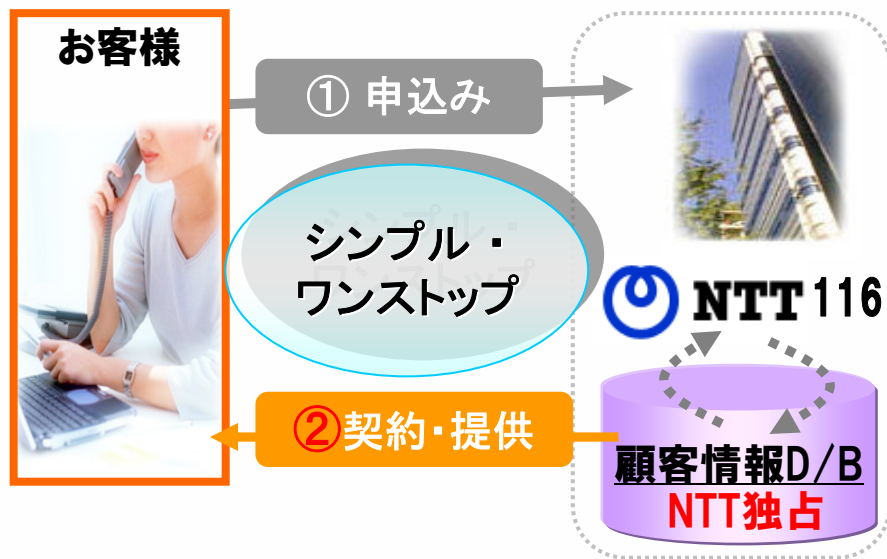 お客様
① 申込み
シンプル・
ワンストップ
NTT 116
②契約・提供
顧客情報D/B
NTT独占